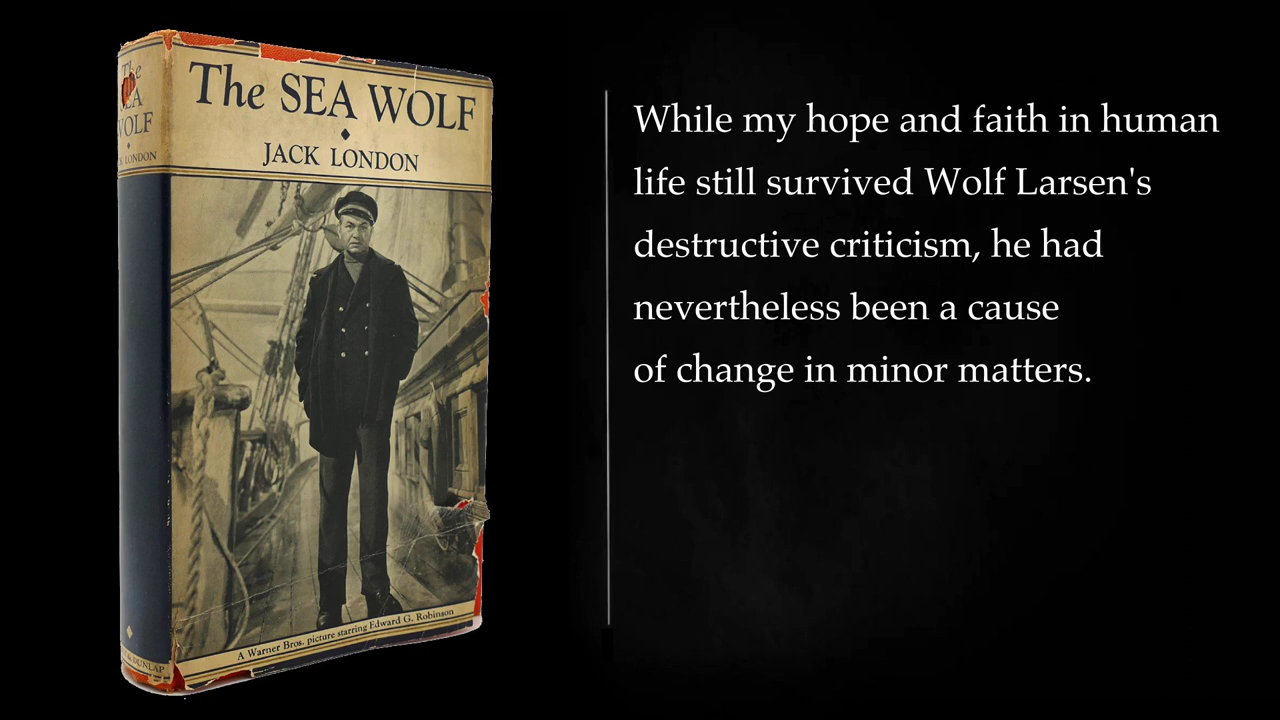 The SEA WOLF
JACK LONDON
A Warner Bros. picture starring Edward G. Robinson
The
SEA
WOLF
LONDON
DUNLAP
While my hope and faith in human
life still survived Wolf Larsen's
destructive criticism, he had
nevertheless been a cause
of change in minor matters.